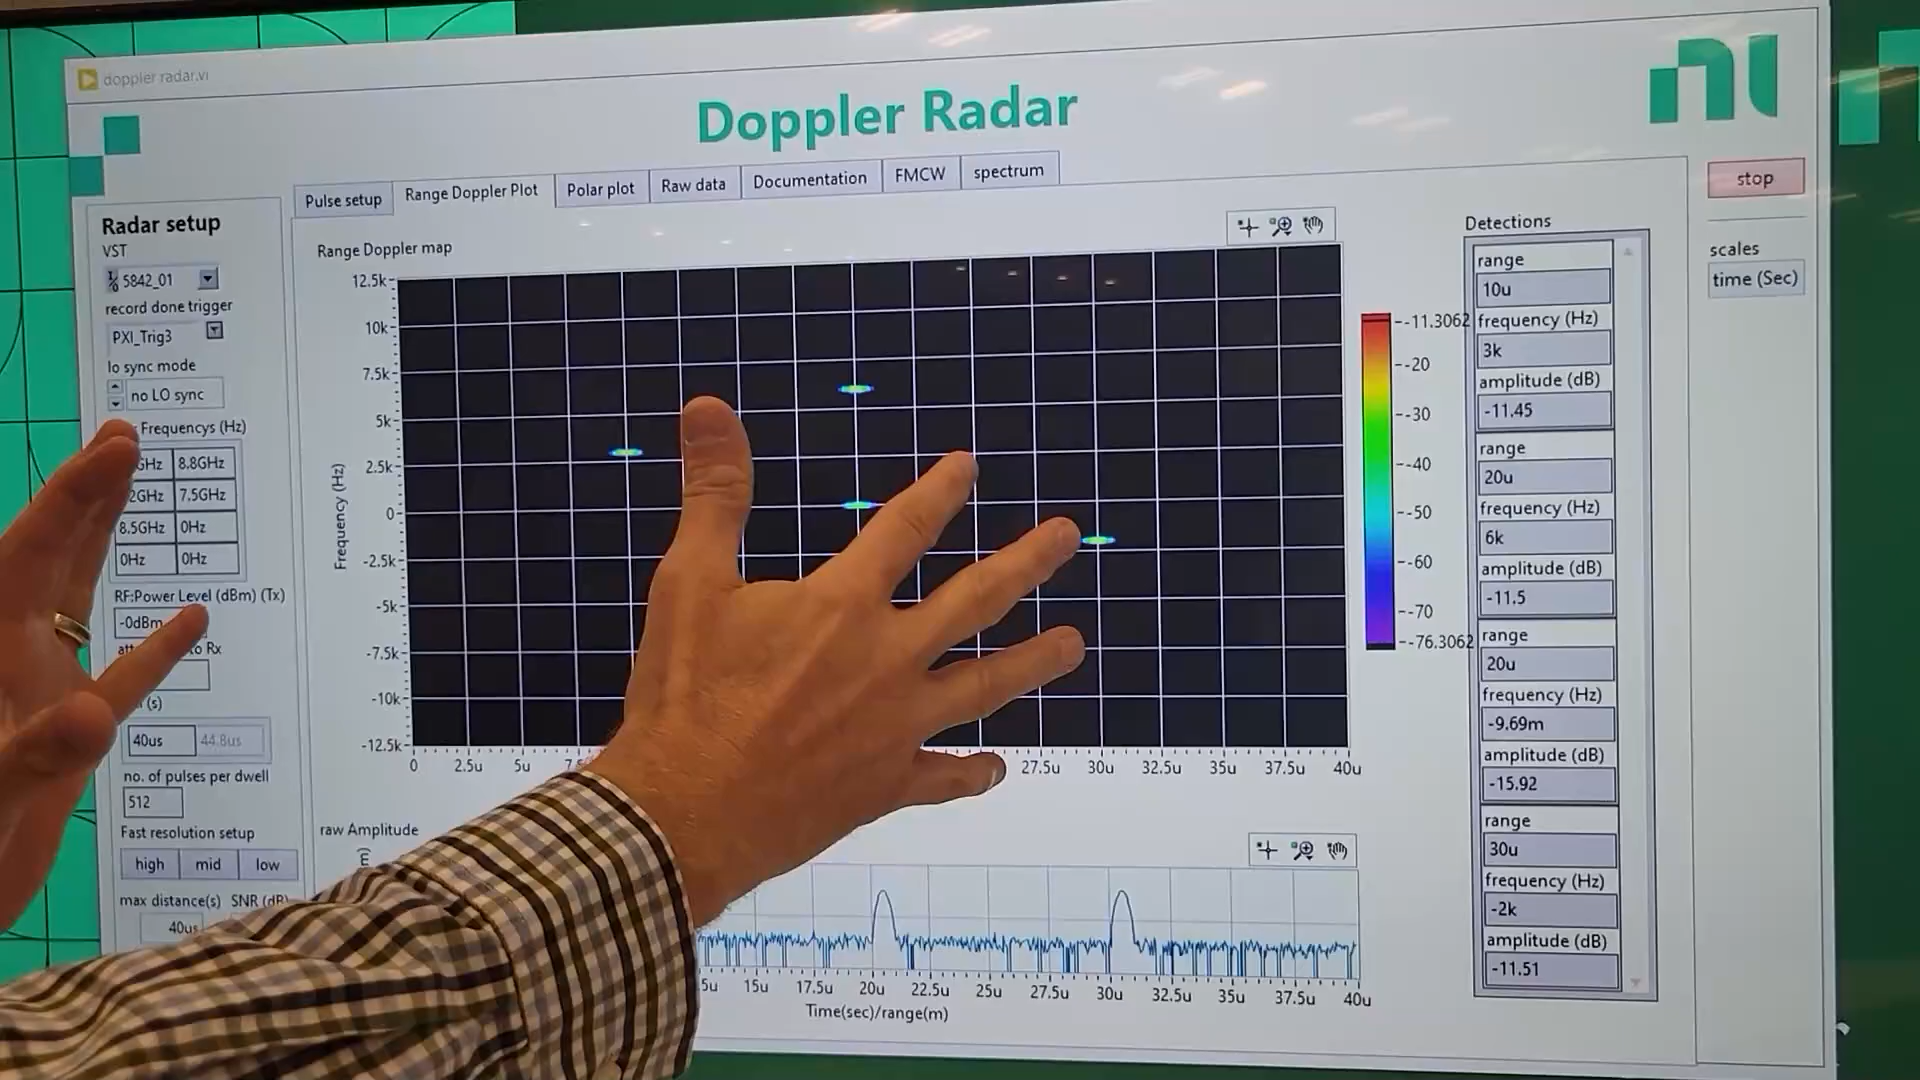 doppler radar.vi
Doppler Radar
nı
Pulse setup
Range Doppler Plot
Polar plot
Raw data
Documentation
FMCW
spectrum
stop
scales
time (Sec)
Radar setup
VST
5842_01
record done trigger
PXI_Trig3
lo sync mode
no LO sync
Frequencys (Hz)
GHz 8.8GHz
2GHz 7.5GHz
8.5GHz 0Hz
0Hz 0Hz
RF:Power Level (dBm) (Tx)
-0dBm
to Rx
(s)
40us 44.8us
no. of pulses per dwell
512
Fast resolution setup
high mid low
max distance(s) SNR (dB)
40us
Range Doppler map
12.5k
10k
7.5k
5k
2.5k
0
-2.5k
-5k
-7.5k
-10k
-12.5k
Frequency (Hz)
0 2.5u 5u 27.5u 30u 32.5u 35u 37.5u 40u
-11.3062
-20
-30
-40
-50
-60
-70
-76.3062
raw Amplitude
15u 17.5u 20u 22.5u 25u 27.5u 30u 32.5u 35u 37.5u 40u
Time(sec)/range(m)
Detections
range
10u
frequency (Hz)
3k
amplitude (dB)
-11.45
range
20u
frequency (Hz)
6k
amplitude (dB)
-11.5
range
20u
frequency (Hz)
-9.69m
amplitude (dB)
-15.92
range
30u
frequency (Hz)
-2k
amplitude (dB)
-11.51